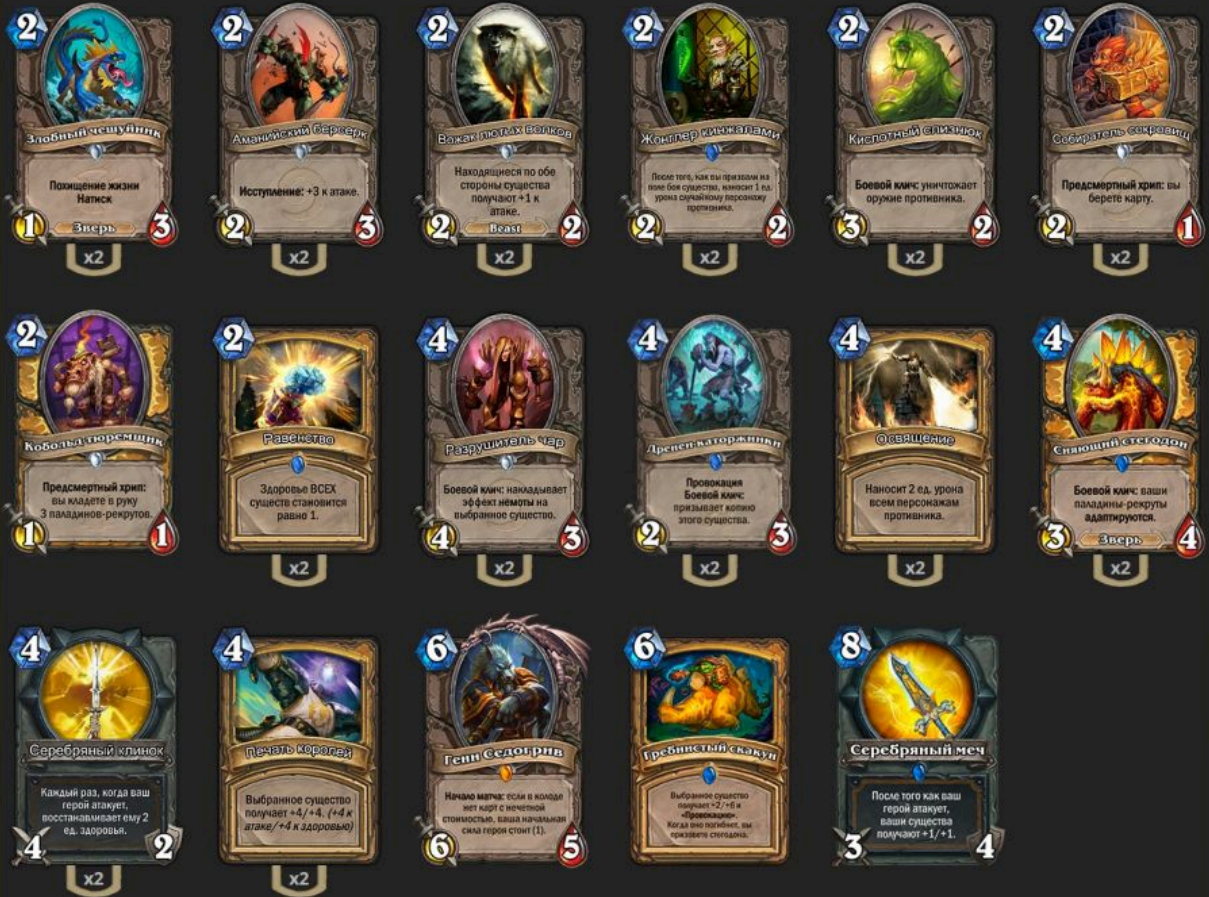 2
Злобный чешуйник
Похищение жизни
Натиск
1
Зверь
3
x2
2
Аманийский берсерк
Исступление: +3 к атаке.
2
3
x2
2
Вожак лютых волков
Находящиеся по обе
стороны существа
получают +1 к
атаке.
2
Beast
2
x2
2
Жонглер кинжалами
После того, как вы призвали на
поле боя существо, наносит 1 ед.
урона случайному персонажу
противника.
2
2
x2
2
Кислотный слизнюк
Боевой клич: уничтожает
оружие противника.
3
2
x2
2
Собиратель сокровищ
Предсмертный хрип: вы
берете карту.
2
1
x2
2
Кобольд-тюремщик
Предсмертный хрип:
вы кладете в руку
3 паладинов-рекрутов.
1
1
2
Равенство
Здоровье ВСЕХ
существ становится
равно 1.
x2
4
Разрушитель чар
Боевой клич: накладывает
эффект немоты на
выбранное существо.
4
3
x2
4
Дренеи-каторжники
Провокация
Боевой клич:
призывает копию
этого существа.
2
3
x2
4
Освящение
Наносит 2 ед. урона
всем персонажам
противника.
x2
4
Сияющий стегодон
Боевой клич: ваши
паладины-рекруты
адаптируются.
3
Зверь
4
x2
4
Серебряный клинок
Каждый раз, когда ваш
герой атакует,
восстанавливает ему 2
ед. здоровья.
4
2
x2
4
Печать королей
Выбранное существо
получает +4/+4. (+4 к
атаке/+4 к здоровью)
x2
6
Генн Седогрив
Начало матча: если в колоде
нет карт с нечетной
стоимостью, ваша начальная
сила героя стоит (1).
6
5
6
Гребнистый скакун
Выбранное существо
получает +2/+6 и
«Провокацию».
Когда оно погибнет, вы
призовете стегодона.
8
Серебряный меч
После того как ваш
герой атакует,
ваши существа
получают +1/+1.
3
4